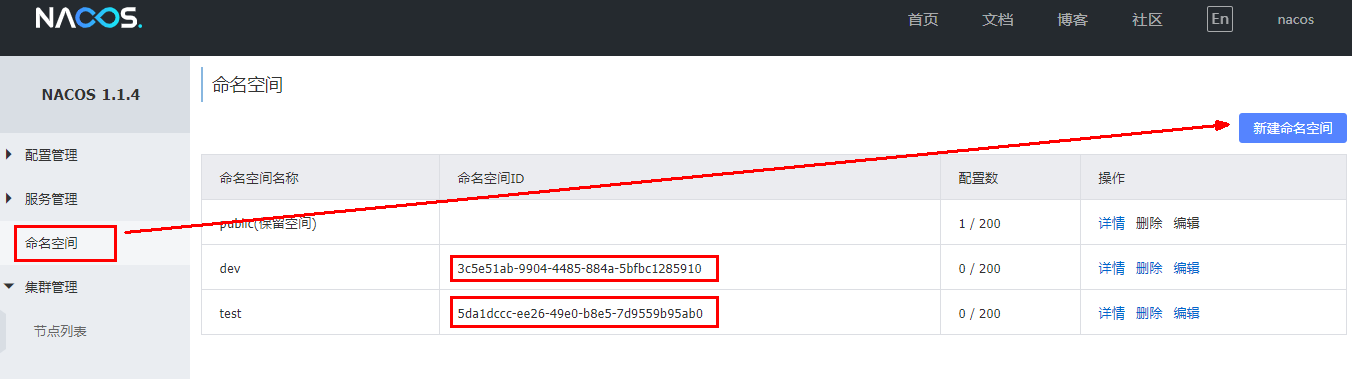 NACOS.
首页 文档 博客 社区 En nacos
NACOS 1.1.4
配置管理
服务管理
命名空间
集群管理
节点列表
命名空间
新建命名空间
命名空间名称 命名空间ID 配置数 操作
public(保留空间) 1 / 200 详情 删除 编辑
dev 3c5e51ab-9904-4485-884a-5bfbc1285910 0 / 200 详情 删除 编辑
test 5da1dccc-ee26-49e0-b8e5-7d9559b95ab0 0 / 200 详情 删除 编辑